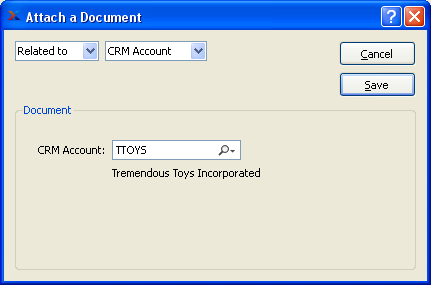 Attach a Document
Related to
CRM Account
Cancel
Save
Document
CRM Account:
TTOYS
Tremendous Toys Incorporated